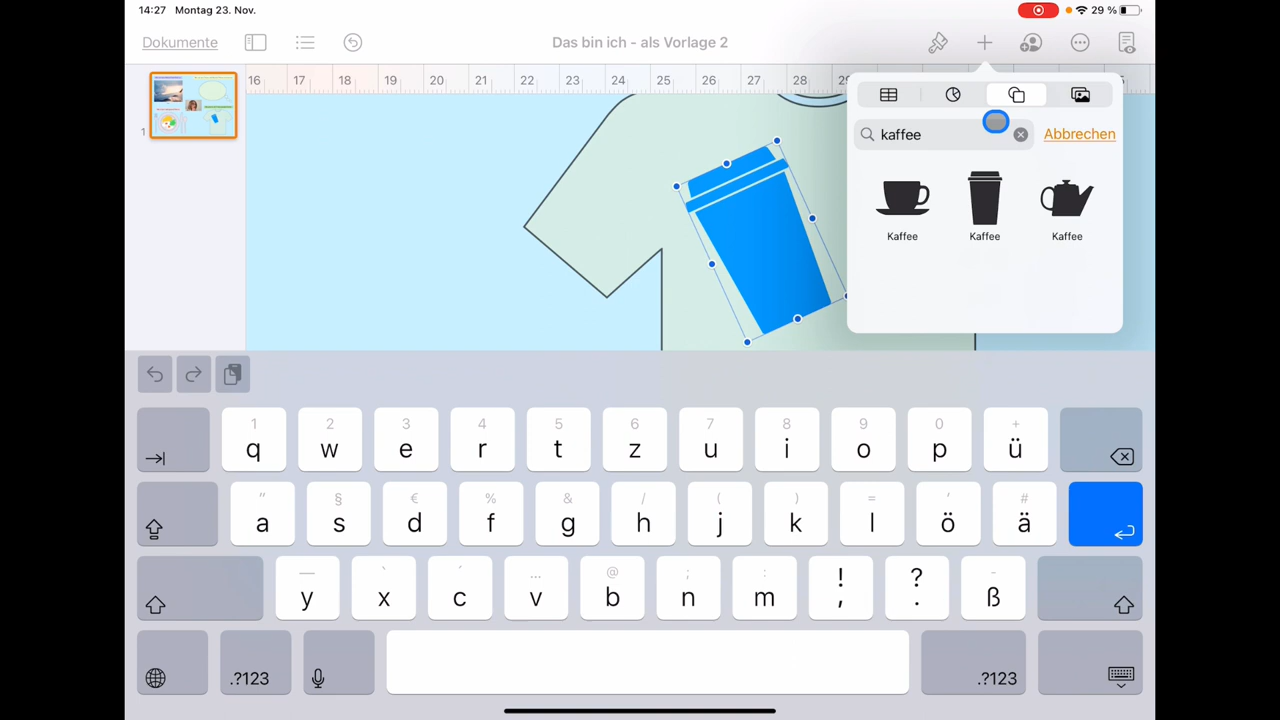 14:27 Montag 23. Nov. 29 %
Dokumente Das bin ich - als Vorlage 2
16 17 18 19 20 21 22 23 24 25 26 27 28
kaffee Abbrechen
1
Kaffee Kaffee Kaffee
1 2 3 4 5 6 7 8 9 0 +
q w e r t z u i o p ü
" § € % & / ( ) = ' #
a s d f g h j k l ö ä
— ` ´ ... @ ; : ! ? -
y x c v b n m , . ß
.?123 .?123